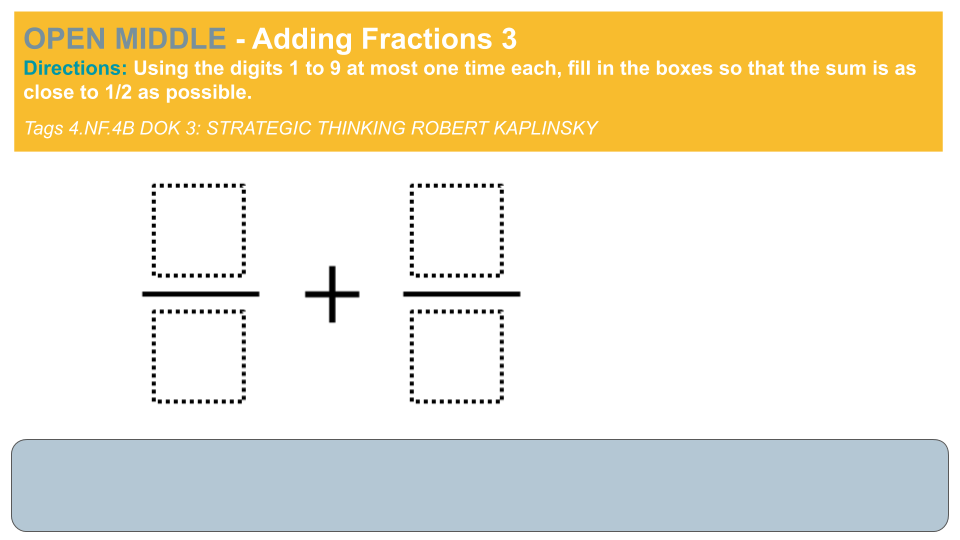 OPEN MIDDLE - Adding Fractions 3
Directions: Using the digits 1 to 9 at most one time each, fill in the boxes so that the sum is as
close to 1/2 as possible.
Tags 4.NF.4B DOK 3: STRATEGIC THINKING ROBERT KAPLINSKY
+